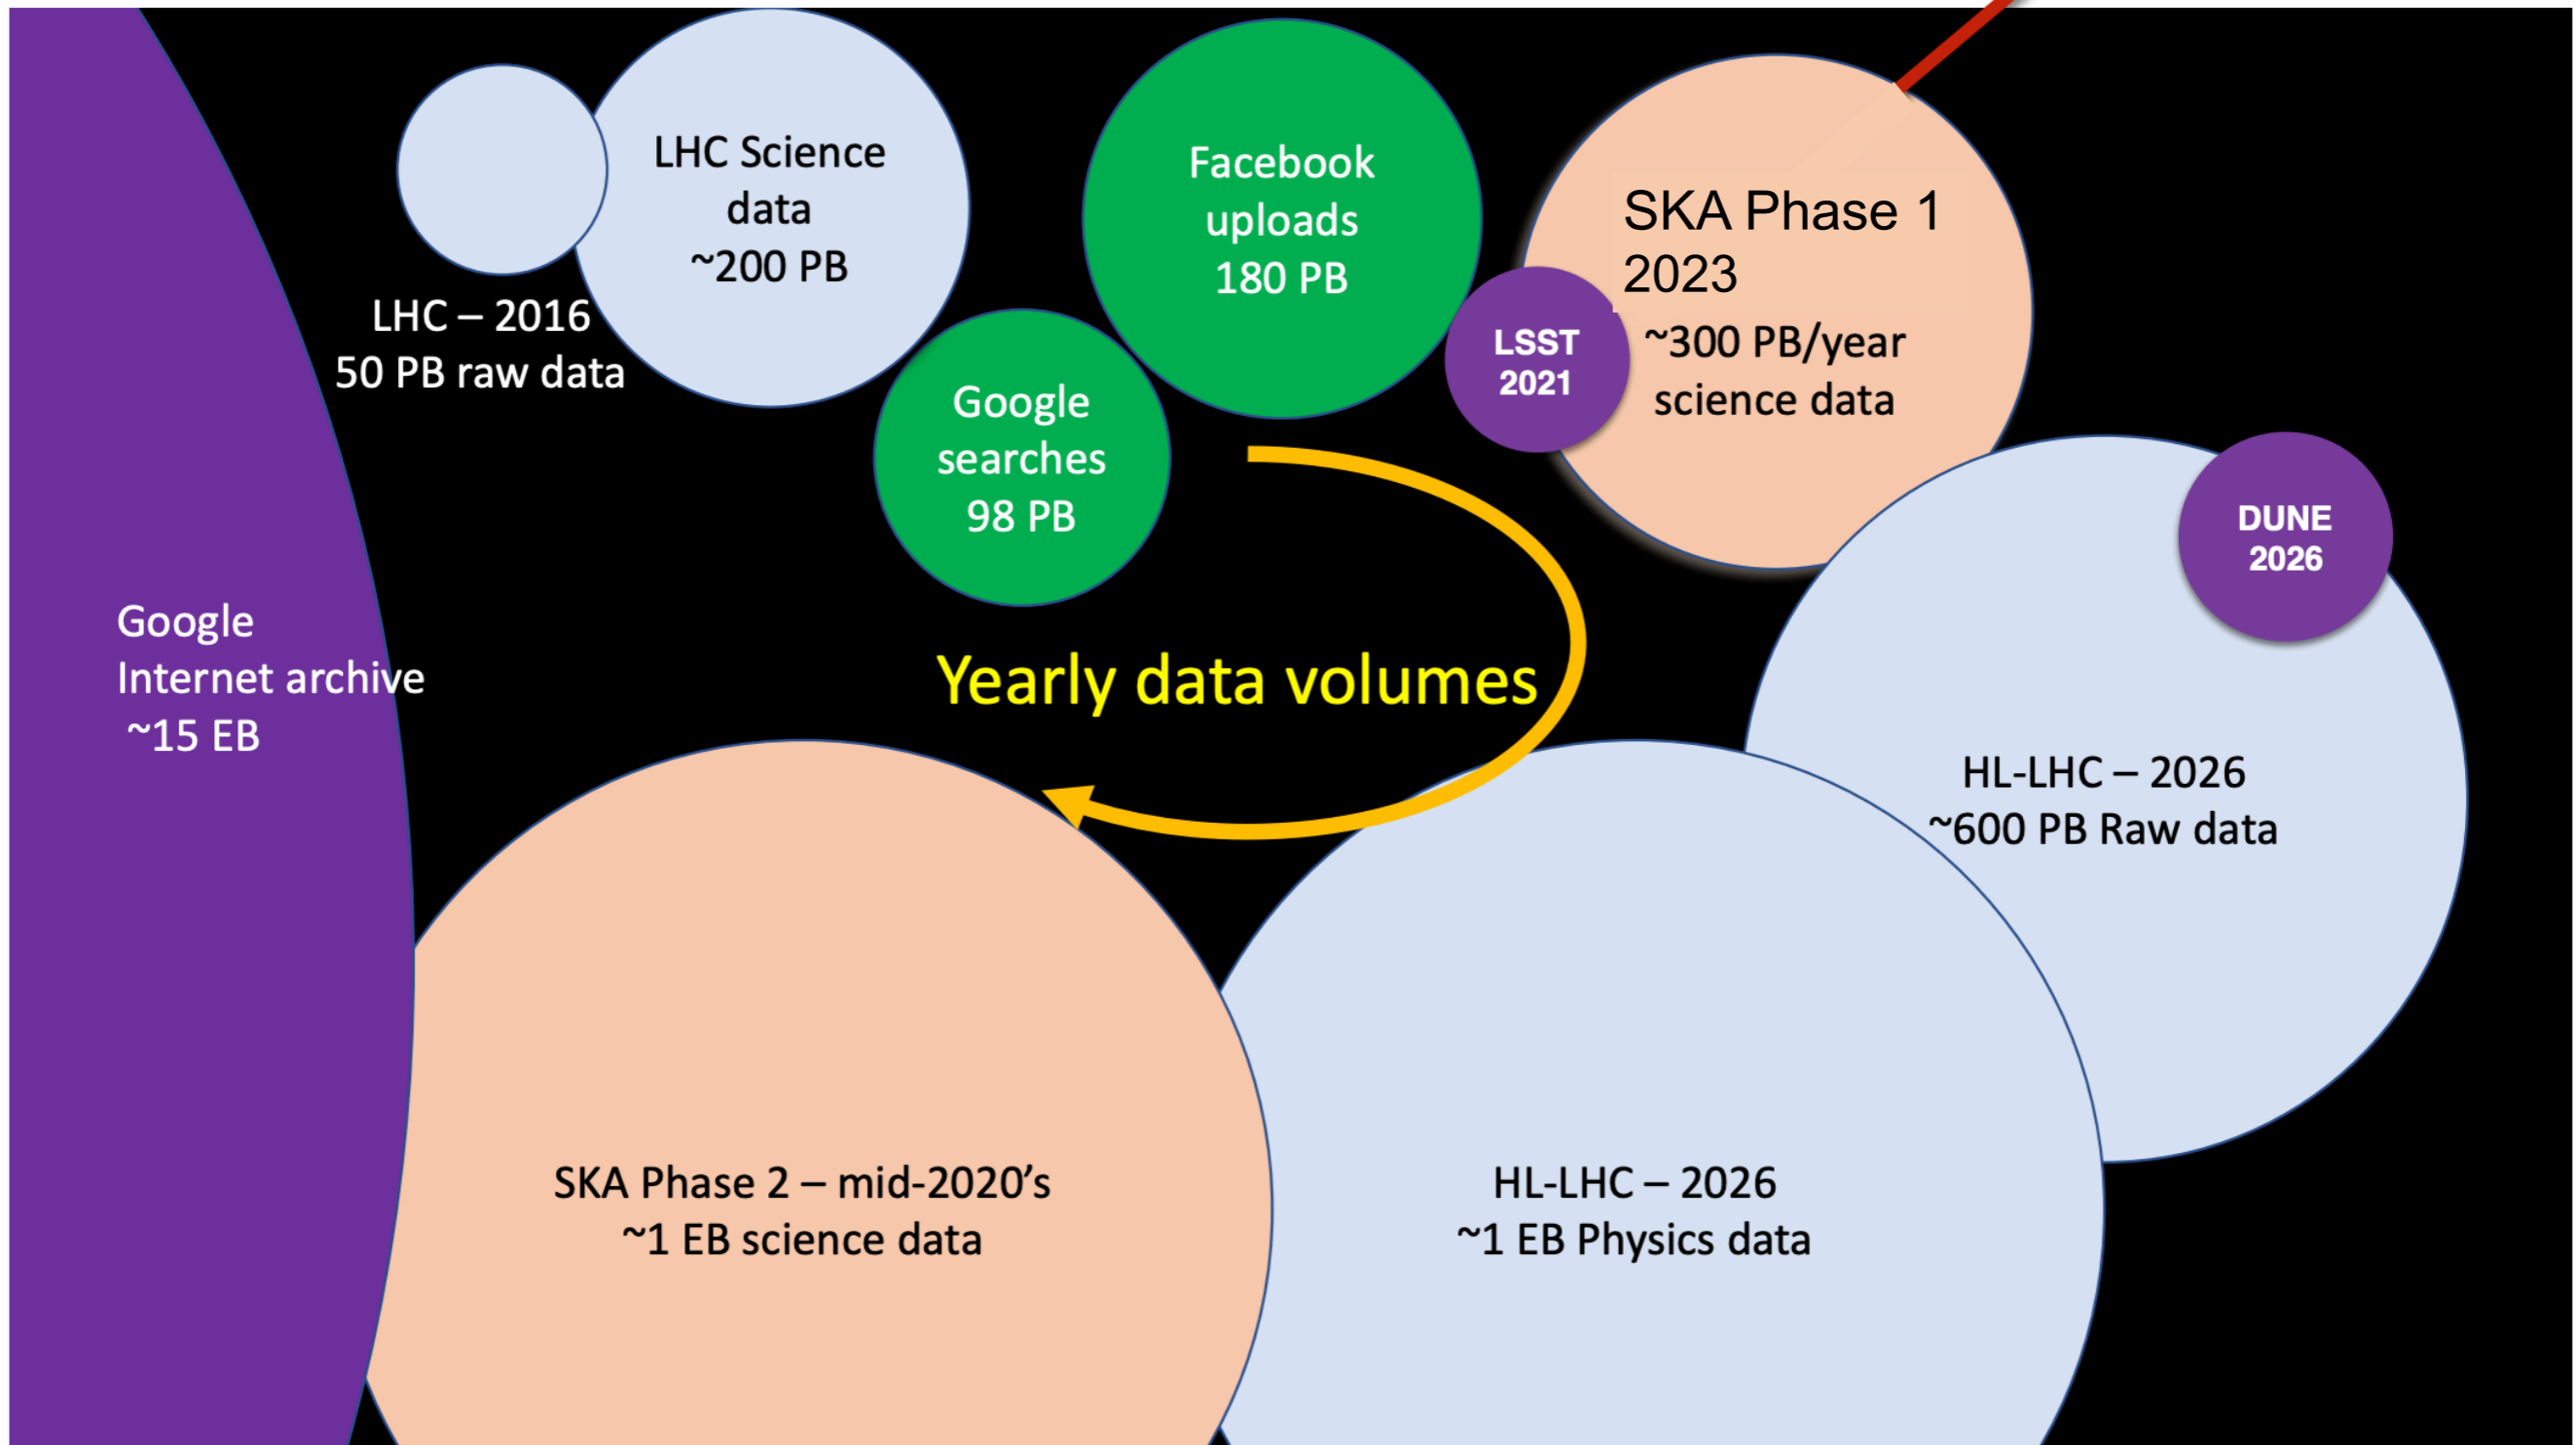 LHC Science
data
~200 PB
LHC – 2016
50 PB raw data
Facebook
uploads
180 PB
SKA Phase 1
2023
~300 PB/year
science data
LSST
2021
Google
searches
98 PB
DUNE
2026
Google
Internet archive
~15 EB
Yearly data volumes
HL-LHC – 2026
~600 PB Raw data
SKA Phase 2 – mid-2020’s
~1 EB science data
HL-LHC – 2026
~1 EB Physics data